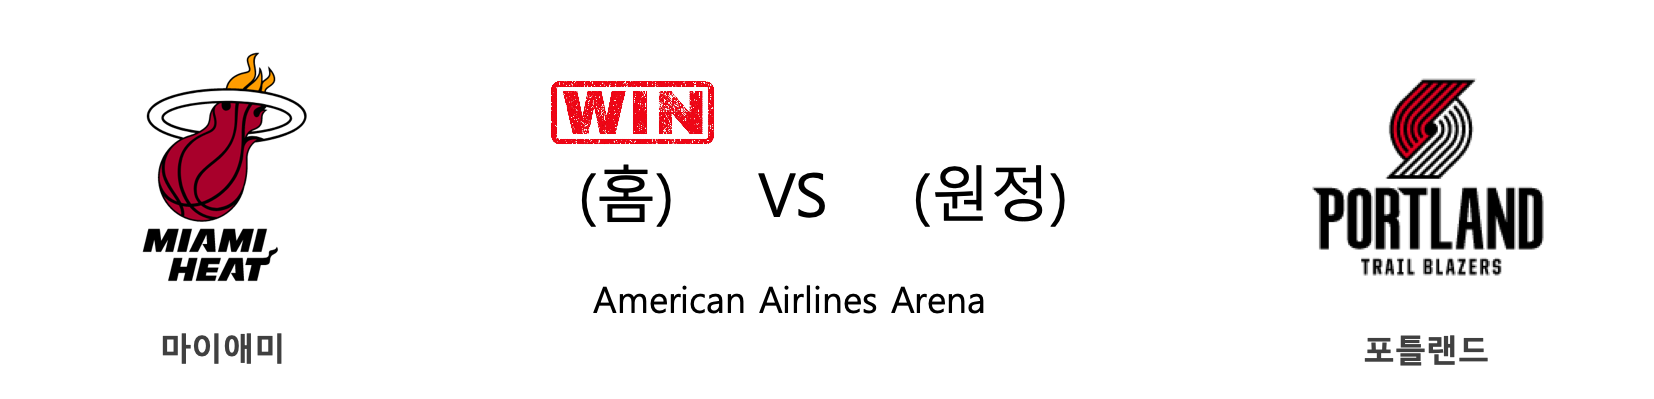 WIN
(홈) VS (원정)
American Airlines Arena
MIAMI
HEAT
마이애미
PORTLAND
TRAIL BLAZERS
포틀랜드